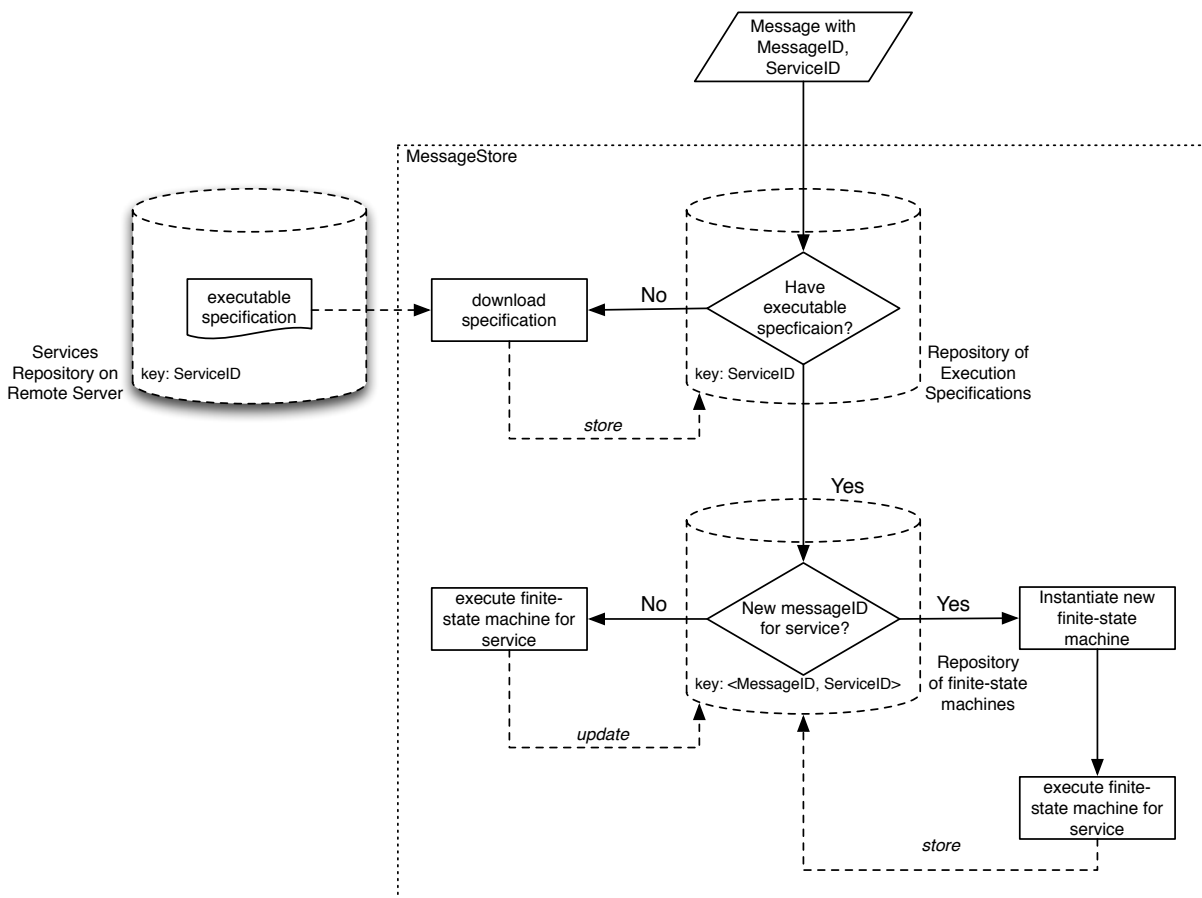 Message with
MessageID,
ServiceID
MessageStore
executable
specification
key: ServiceID
Services
Repository on
Remote Server
download
specification
No
Have
executable
specficaion?
key: ServiceID
Repository of
Execution
Specifications
store
Yes
execute finite-
state machine for
service
No
New messageID
for service?
Yes
Instantiate new
finite-state
machine
key: <MessageID, ServiceID>
Repository
of finite-state
machines
update
execute finite-
state machine for
service
store